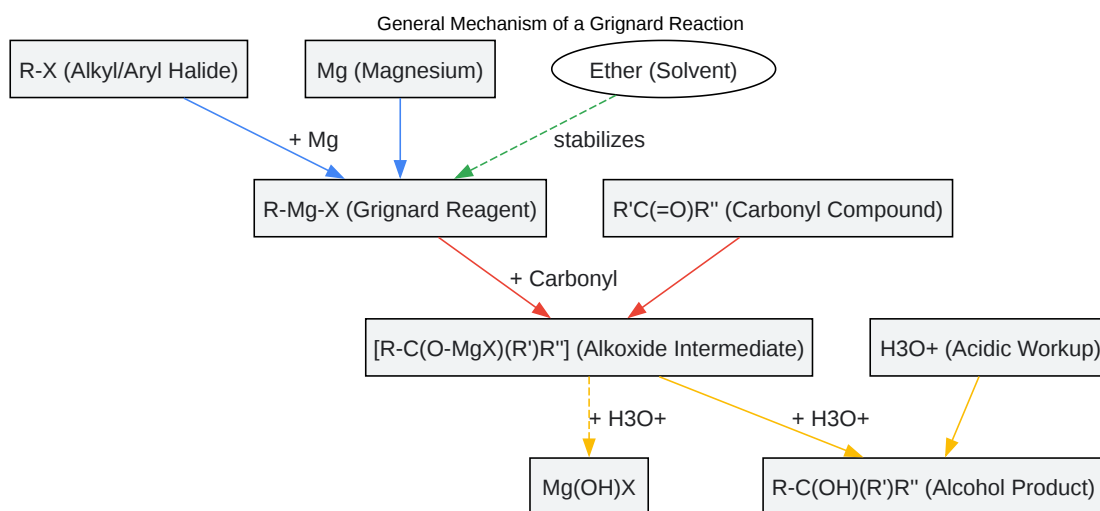 General Mechanism of a Grignard Reaction
R-X (Alkyl/Aryl Halide)
Mg (Magnesium)
Ether (Solvent)
+ Mg
stabilizes
R-Mg-X (Grignard Reagent)
R'C(=O)R'' (Carbonyl Compound)
+ Carbonyl
[R-C(O-MgX)(R')R''] (Alkoxide Intermediate)
H3O+ (Acidic Workup)
+ H3O+
+ H3O+
Mg(OH)X
R-C(OH)(R')R'' (Alcohol Product)